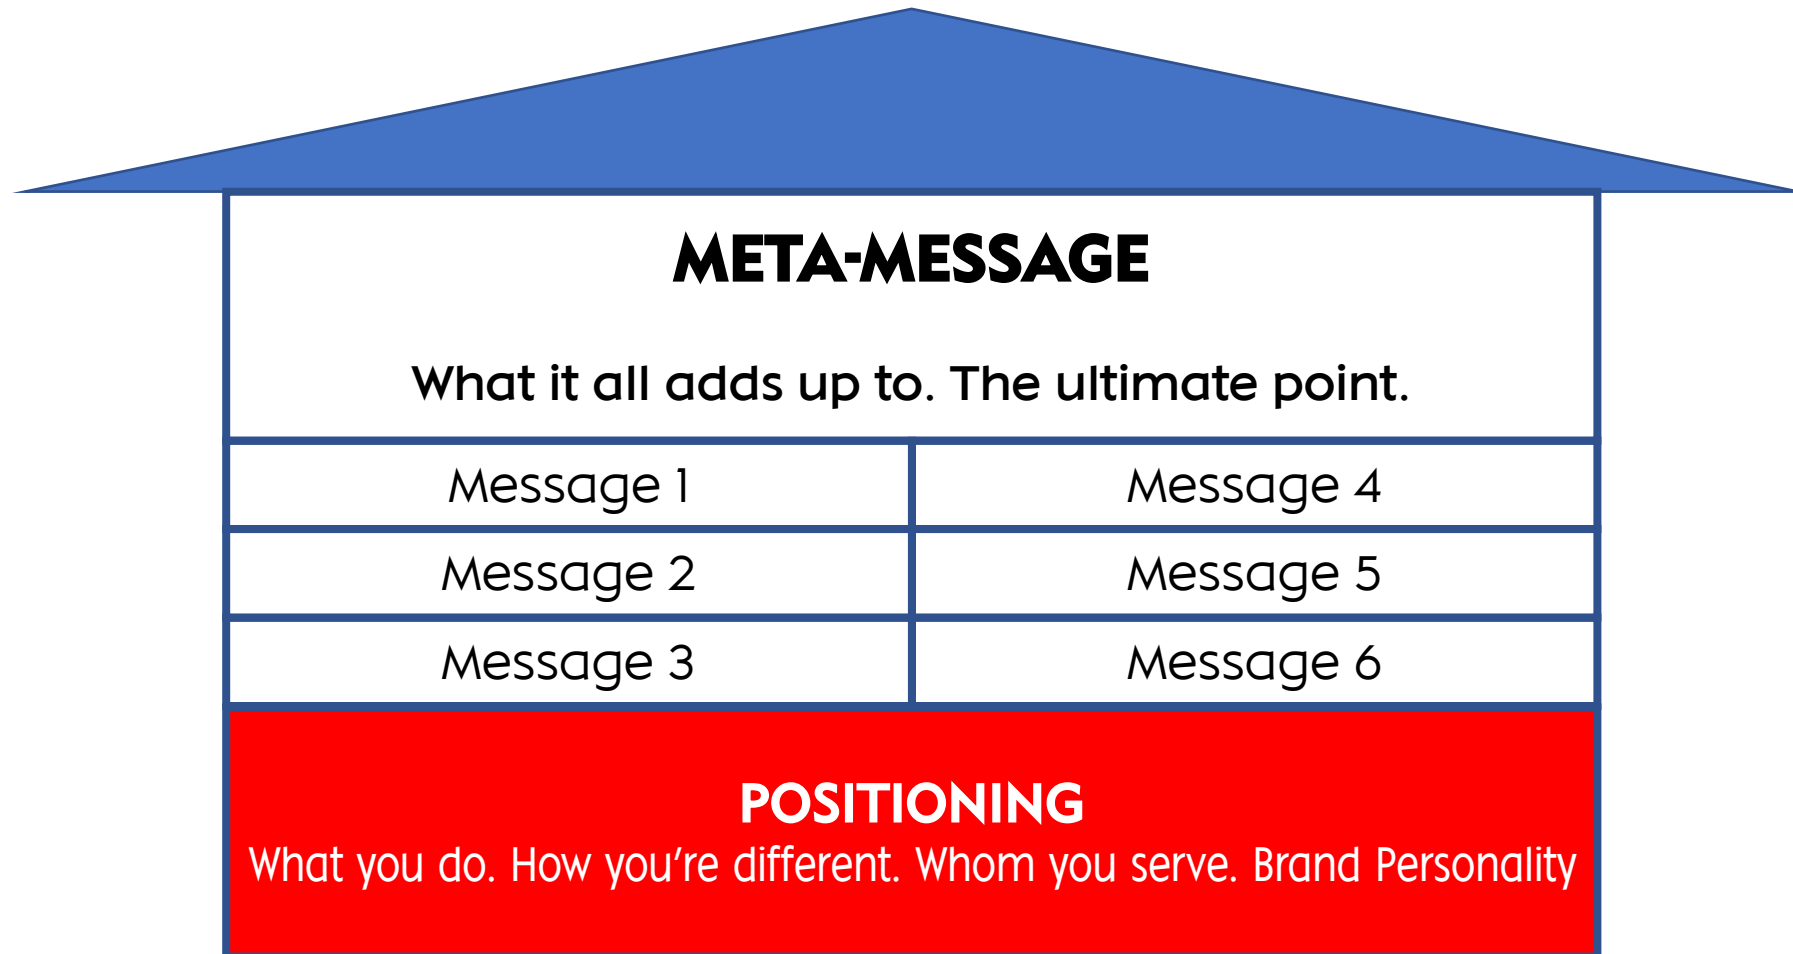 META-MESSAGE
What it all adds up to. The ultimate point.
Message 1
Message 4
Message 2
Message 5
Message 3
Message 6
POSITIONING
What you do. How you’re different. Whom you serve. Brand Personality